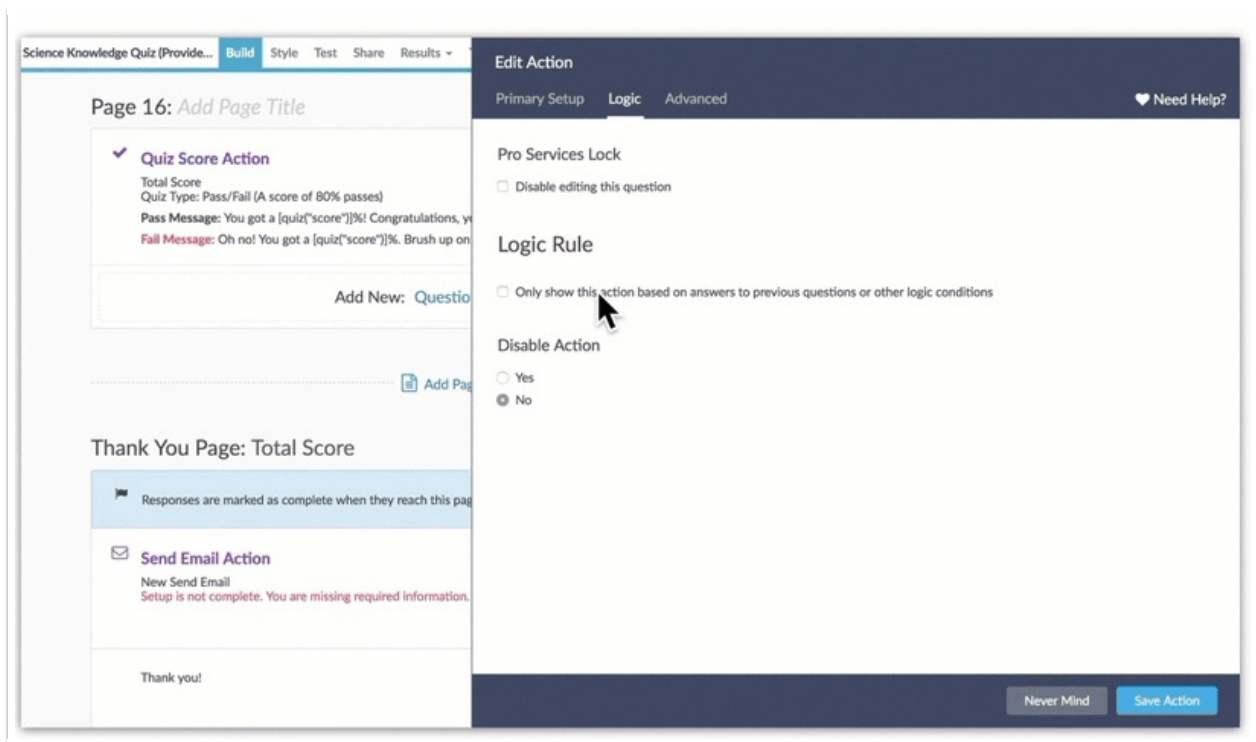 Science Knowledge Quiz (Provide... Build Style Test Share Results
Page 16: Add Page Title
Quiz Score Action
Total Score
Quiz Type: Pass/Fail (A score of 80% passes)
Pass Message: You got a [quiz("score")]%! Congratulations, y
Fail Message: Oh no! You got a [quiz("score")]%. Brush up on
Add New: Questio
Add Pag
Thank You Page: Total Score
Responses are marked as complete when they reach this pag
Send Email Action
New Send Email
Setup is not complete. You are missing required information.
Thank you!
Edit Action
Primary Setup Logic Advanced Need Help?
Pro Services Lock
Disable editing this question
Logic Rule
Only show this action based on answers to previous questions or other logic conditions
Disable Action
Yes
No
Never Mind Save Action